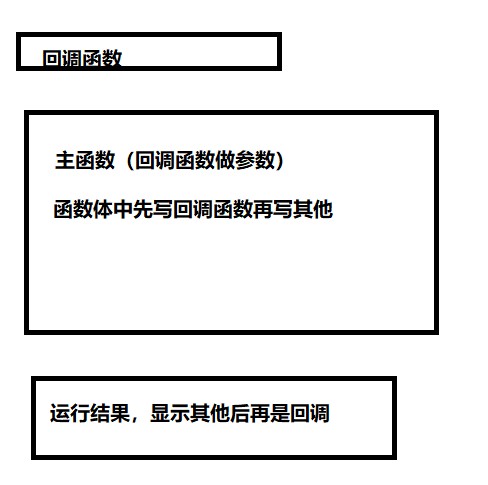 回调函数
主函数（回调函数做参数）
函数体中先写回调函数再写其他
运行结果，显示其他后再是回调